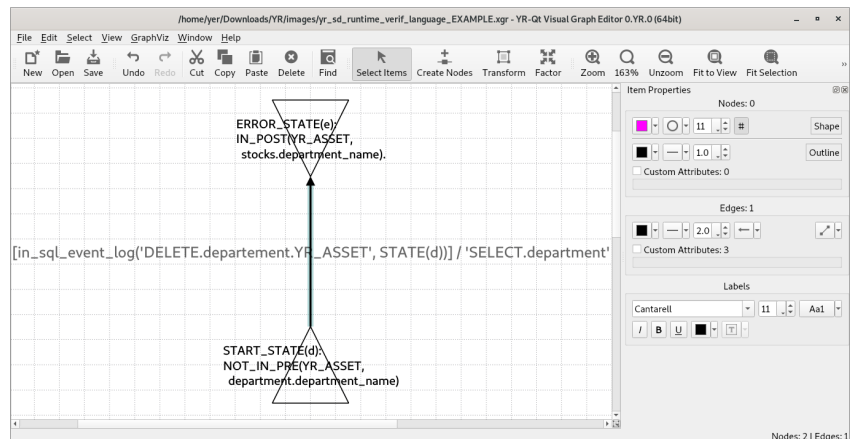 /home/yer/Downloads/YR/images/yr_sd_runtime_verif_language_EXAMPLE.xgr - YR-Qt Visual Graph Editor 0.YR.0 (64bit)
File Edit Select View GraphViz Window Help
New Open Save Undo Redo Cut Copy Paste Delete Find Select Items Create Nodes Transform Factor Zoom 163% Unzoom Fit to View Fit Selection »
Item Properties
Nodes: 0
11 # Shape
1.0 Outline
Custom Attributes: 0
Edges: 1
2.0
Custom Attributes: 3
Labels
Cantarell 11 Aa1
I B U T
ERROR_STATE(e):
IN_POST(YR_ASSET,
stocks.department_name).
[in_sql_event_log('DELETE.departement.YR_ASSET', STATE(d))] / 'SELECT.department'
START_STATE(d):
NOT_IN_PRE(YR_ASSET,
department.department_name)
Nodes: 2 | Edges: 1